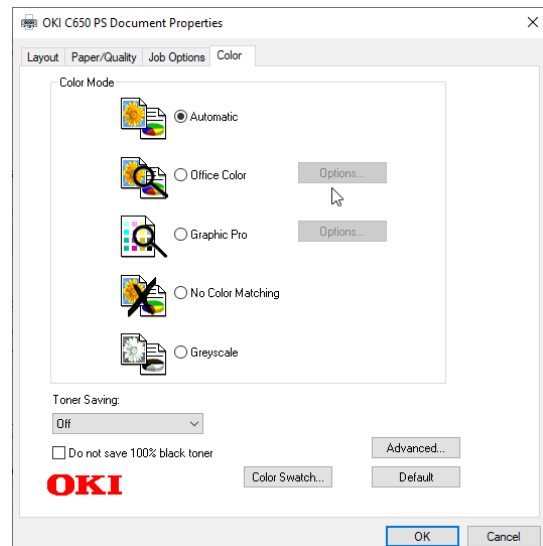 OKI C650 PS Document Properties
Layout Paper/Quality Job Options Color
Color Mode
Automatic
Office Color Options...
Graphic Pro Options...
No Color Matching
Greyscale
Toner Saving:
Off
Do not save 100% black toner Advanced...
OKI Color Swatch... Default
OK Cancel